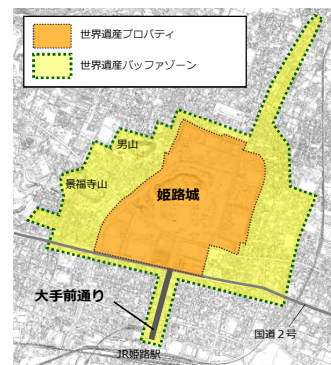 世界遺産プロパティ
世界遺産バッファゾーン
男山
景福寺山
姫路城
大手前通り
国道２号
JR姫路駅